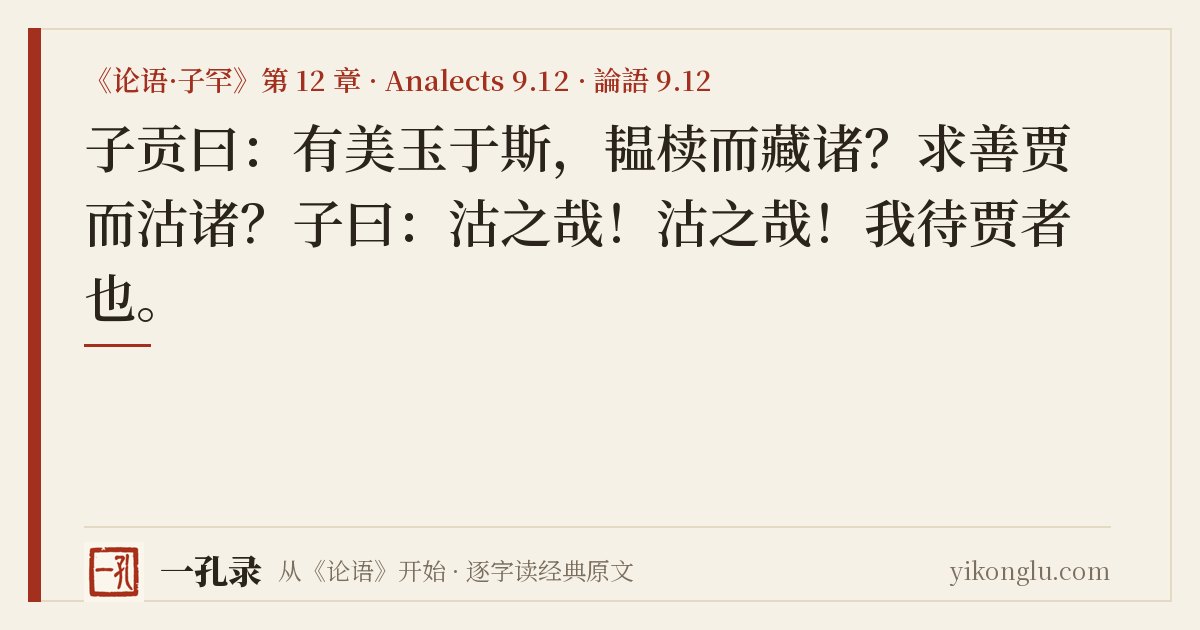 《论语·子罕》第 12 章 · Analects 9.12 · 論語 9.12
子贡曰：有美玉于斯，韫椟而藏诸？求善贾
而沽诸？子曰：沽之哉！沽之哉！我待贾者
也。
一孔
一孔录 从《论语》开始 · 逐字读经典原文 yikonglu.com